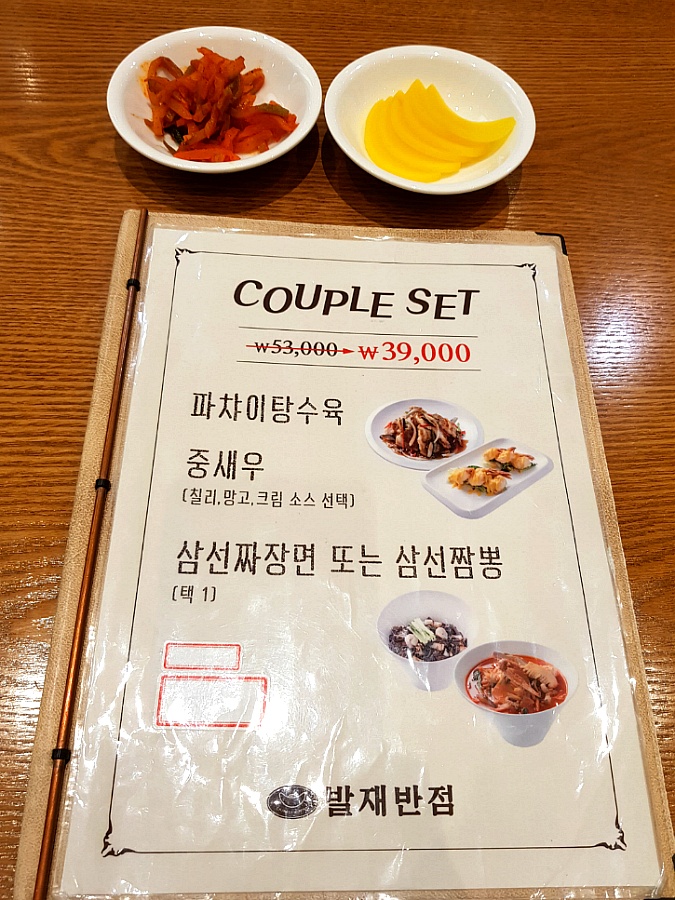 COUPLE SET
₩53,000 → ₩39,000
파챠이탕수육
중새우
(칠리,망고,크림 소스 선택)
삼선짜장면 또는 삼선짬뽕
(택 1)
발재반점